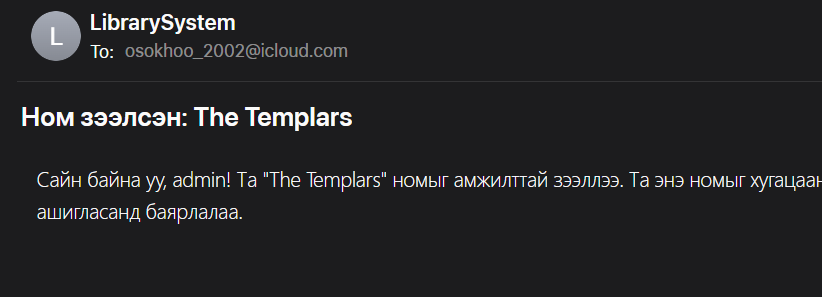 L
LibrarySystem
To: osokhoo_2002@icloud.com
Ном зээлсэн: The Templars
Сайн байна уу, admin! Та "The Templars" номыг амжилттай зээллээ. Та энэ номыг
ашигласанд баярлалаа.